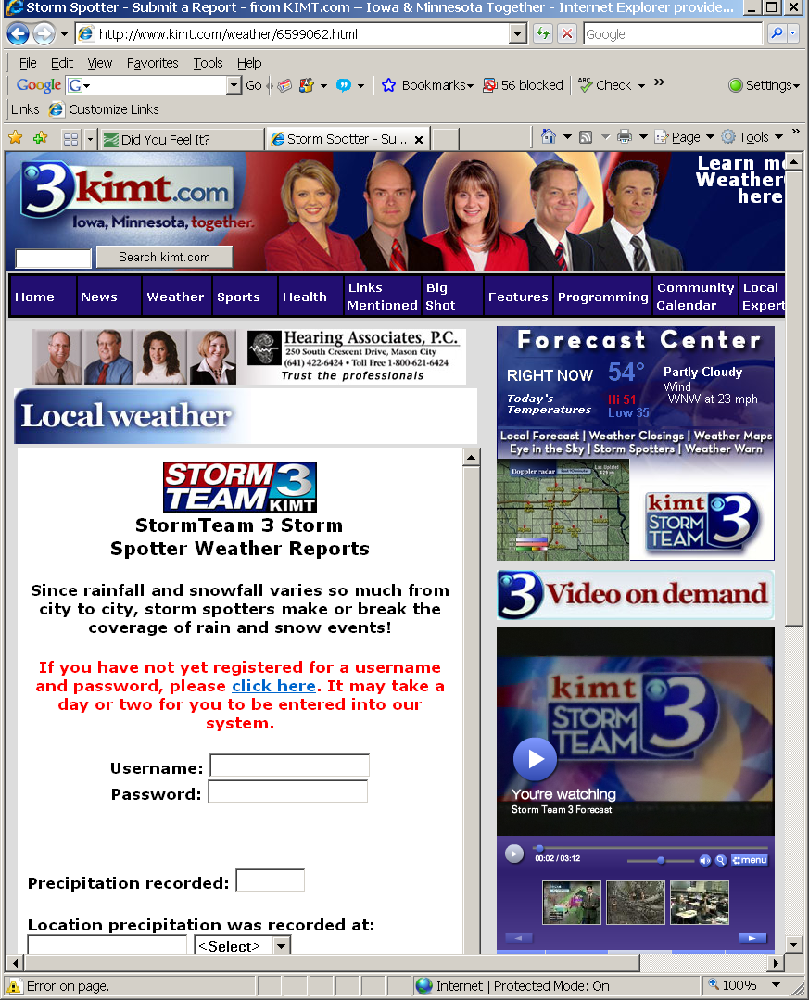 Storm Spotter - Submit a Report - from KIMT.com – Iowa & Minnesota Together - Internet Explorer provide...
http://www.kimt.com/weather/6599062.html
Google
File Edit View Favorites Tools Help
Google G Go Bookmarks 56 blocked ABC Check » Settings
Links Customize Links
Did You Feel It? Storm Spotter - Su... x Page Tools »
3 kimt.com
Iowa, Minnesota, together.
Learn mo
Weather
here
Search kimt.com
Home News Weather Sports Health Links Mentioned Big Shot Features Programming Community Calendar Local Expert
Hearing Associates, P.C.
250 South Crescent Drive, Mason City
(641) 422-6424 • Toll Free 1-800-621-6424
Trust the professionals
Local weather
STORM TEAM 3 KIMT
StormTeam 3 Storm
Spotter Weather Reports
Since rainfall and snowfall varies so much from
city to city, storm spotters make or break the
coverage of rain and snow events!
If you have not yet registered for a username
and password, please click here. It may take a
day or two for you to be entered into our
system.
Username:
Password:
Precipitation recorded:
Location precipitation was recorded at:
<Select>
Forecast Center
RIGHT NOW 54° Partly Cloudy
Wind
WNW at 23 mph
Today's
Temperatures
Hi 51
Low 35
Local Forecast | Weather Closings | Weather Maps
Eye in the Sky | Storm Spotters | Weather Warn
Doppler radar
kimt
STORM
TEAM 3
3 Video on demand
kimt
STORM
TEAM 3
You're watching
Storm Team 3 Forecast
00:02 / 03:12
menu
Error on page. Internet | Protected Mode: On 100%